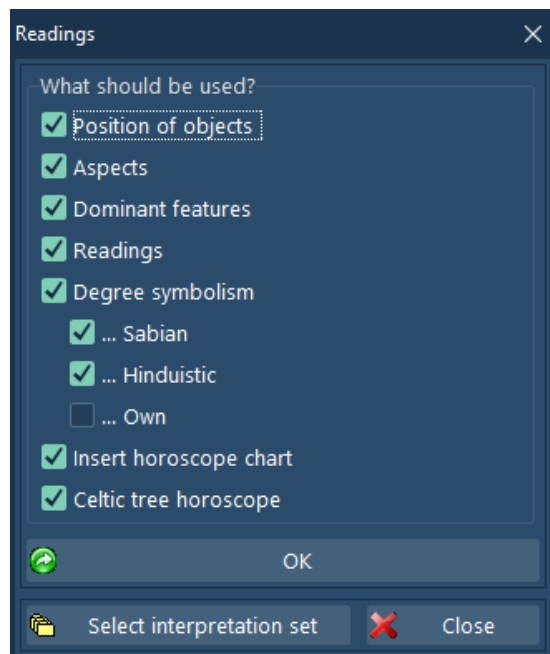 Readings
What should be used?
Position of objects
Aspects
Dominant features
Readings
Degree symbolism
... Sabian
... Hinduistic
... Own
Insert horoscope chart
Celtic tree horoscope
OK
Select interpretation set
Close